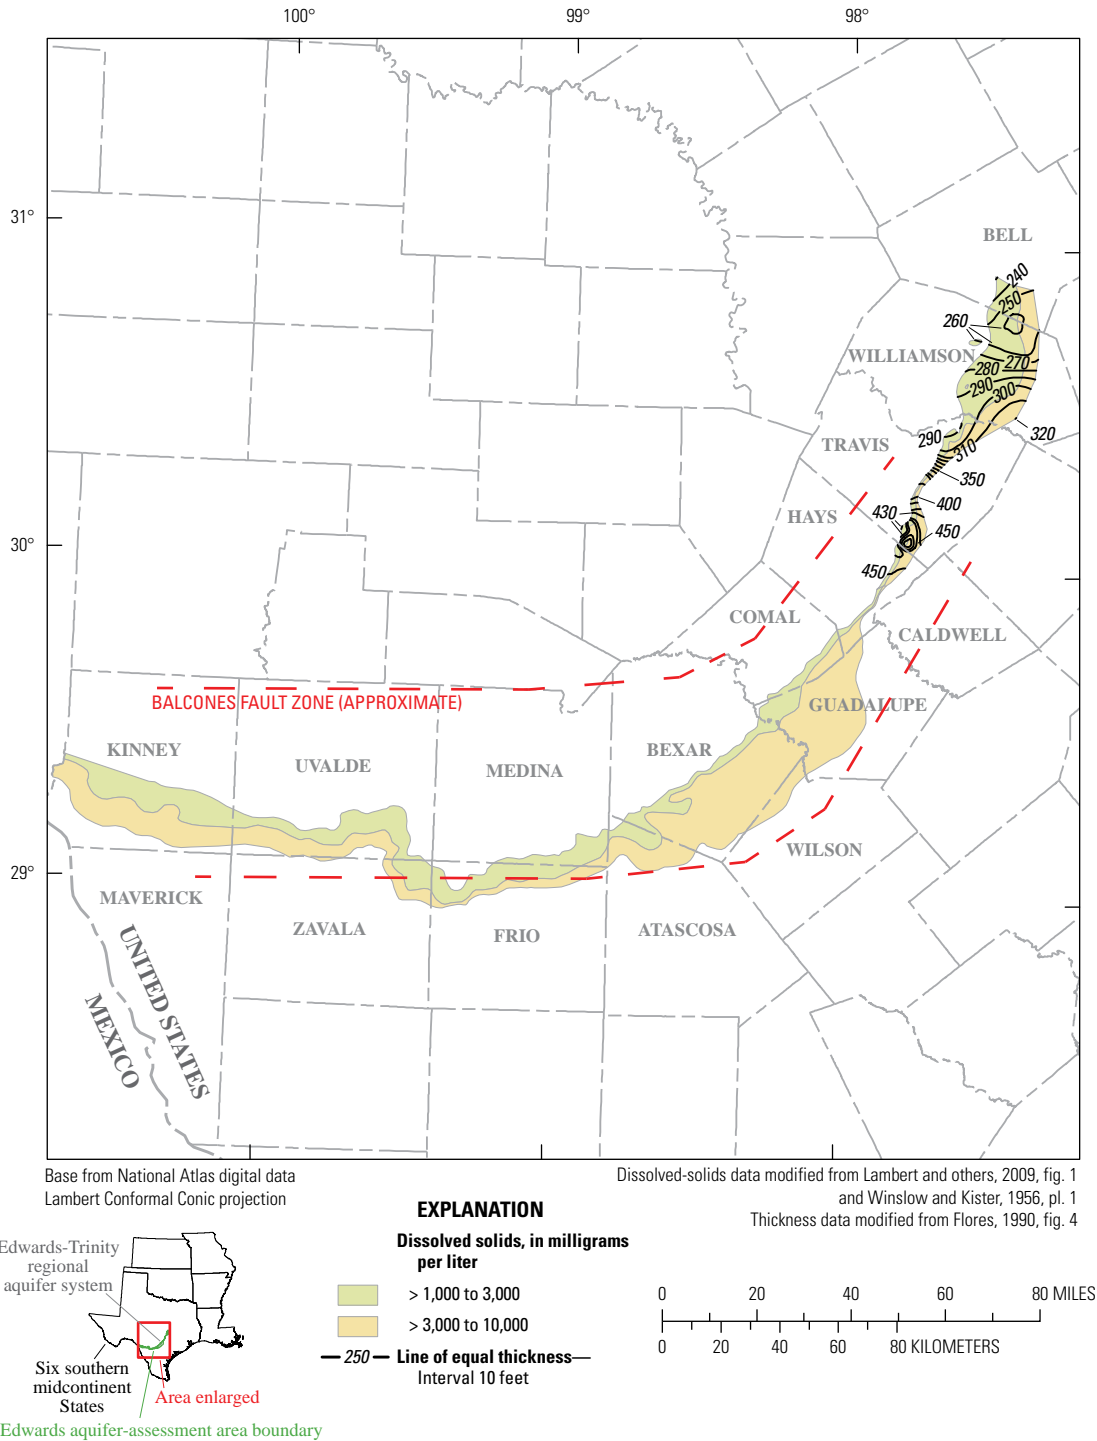 100°
99°
98°
31°
30°
29°
BELL
240
250
260
WILLIAMSON
270
280
290
300
320
290
310
TRAVIS
350
400
HAYS
430
450
450
COMAL
CALDWELL
BALCONES FAULT ZONE (APPROXIMATE)
GUADALUPE
KINNEY
UVALDE
MEDINA
BEXAR
WILSON
MAVERICK
ZAVALA
FRIO
ATASCOSA
UNITED STATES
MEXICO
Base from National Atlas digital data
Lambert Conformal Conic projection
Dissolved-solids data modified from Lambert and others, 2009, fig. 1
and Winslow and Kister, 1956, pl. 1
Thickness data modified from Flores, 1990, fig. 4
EXPLANATION
Dissolved solids, in milligrams
per liter
> 1,000 to 3,000
> 3,000 to 10,000
250 Line of equal thickness—
Interval 10 feet
0 20 40 60 80 MILES
0 20 40 60 80 KILOMETERS
Edwards-Trinity
regional
aquifer system
Six southern
midcontinent
States
Area enlarged
Edwards aquifer-assessment area boundary